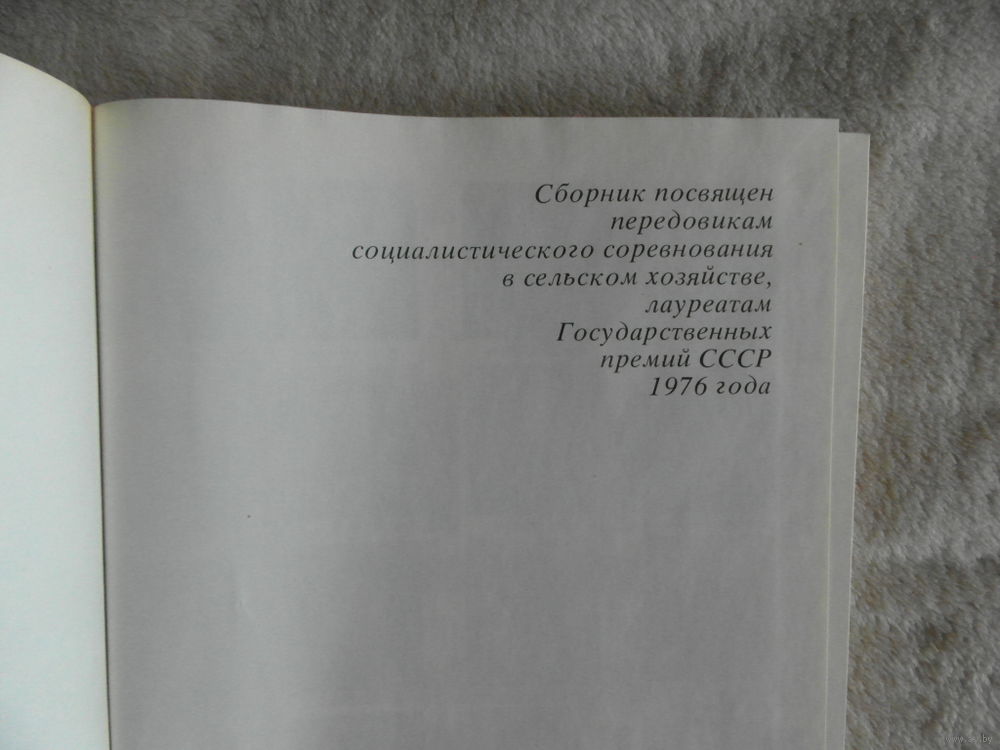 Сборник посвящен
передовикам
социалистического соревнования
в сельском хозяйстве,
лауреатам
Государственных
премий СССР
1976 года